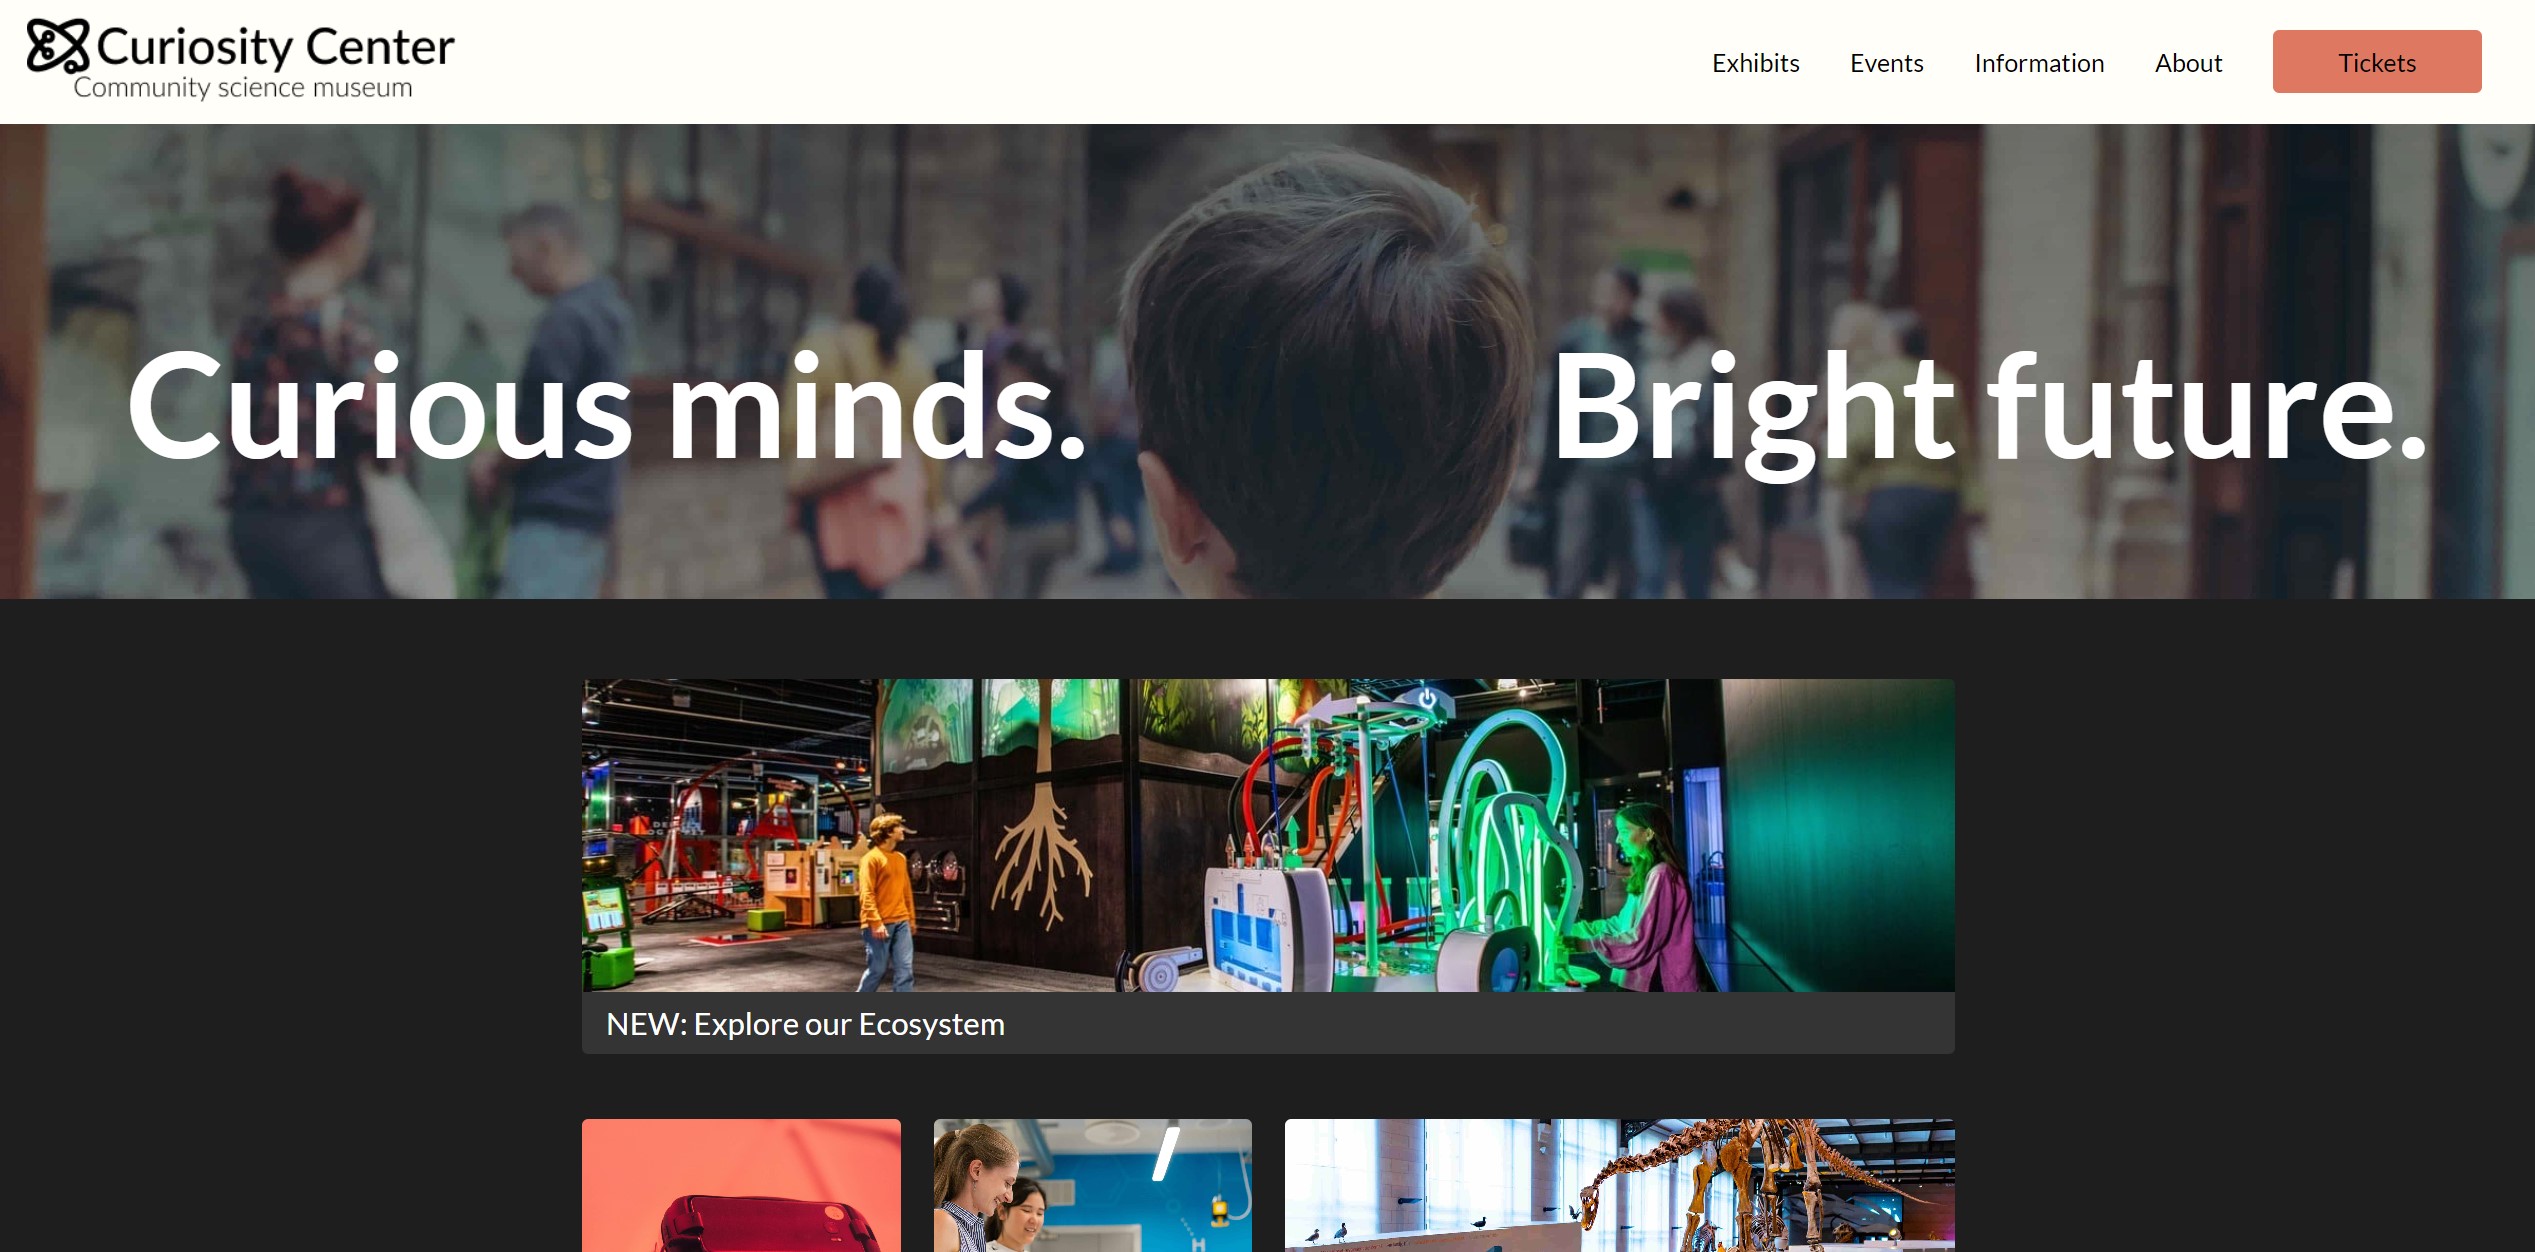 Curiosity Center
Community science museum
Exhibits Events Information About Tickets
Curious minds. Bright future.
NEW: Explore our Ecosystem